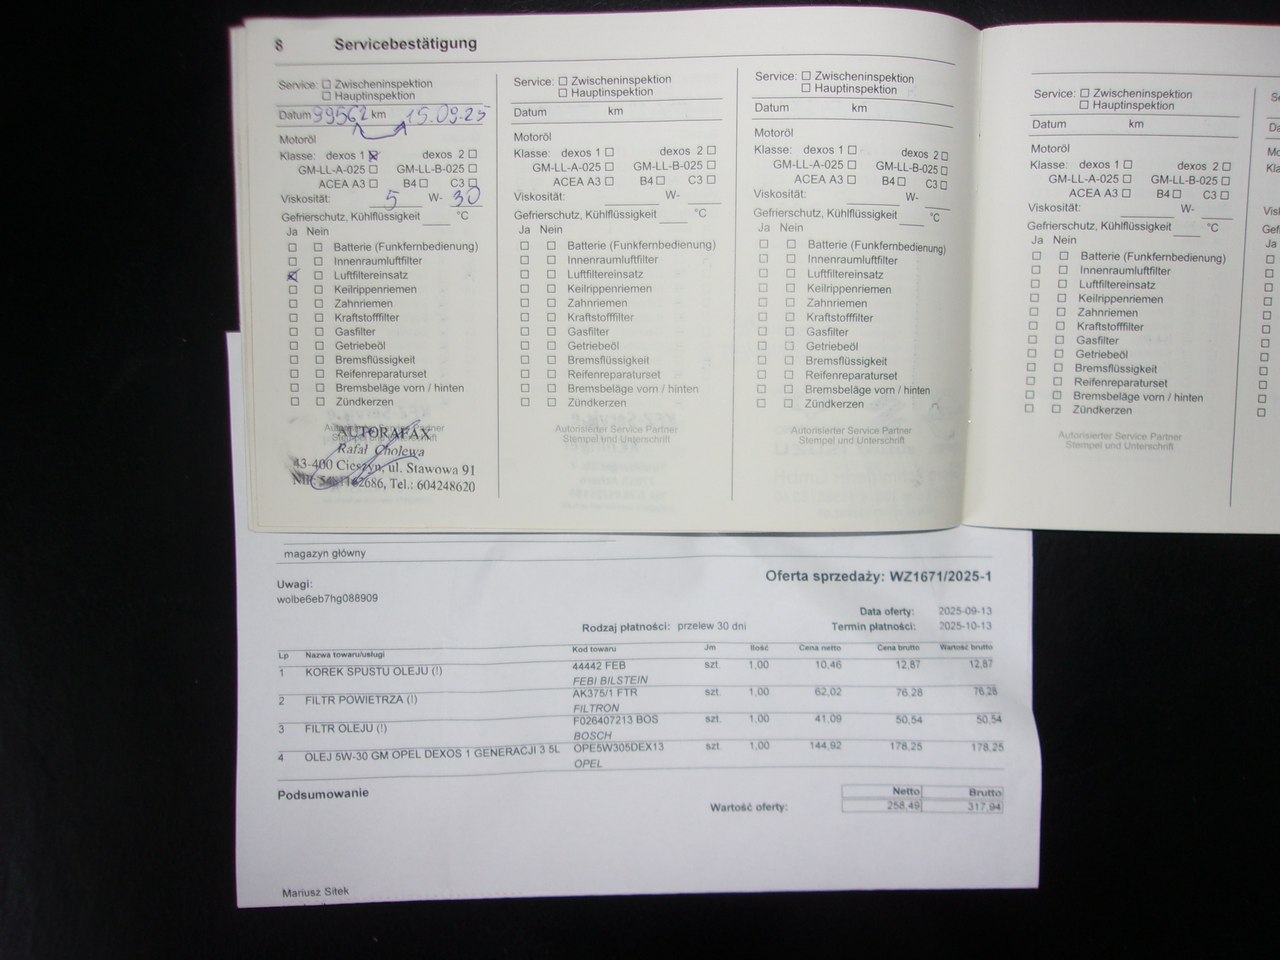 8 Servicebestätigung
Service: ☐ Zwischeninspektion
☐ Hauptinspektion
Datum 99562 km 15.09.25
Motoröl
Klasse: dexos 1 ☒ dexos 2 ☐
GM-LL-A-025 ☐ GM-LL-B-025 ☐
ACEA A3 ☐ B4 ☐ C3 ☐
Viskosität: 5 W- 30
Gefrierschutz, Kühlflüssigkeit ____ °C
Ja Nein
☐ ☐ Batterie (Funkfernbedienung)
☐ ☐ Innenraumluftfilter
☒ ☐ Luftfiltereinsatz
☐ ☐ Keilrippenriemen
☐ ☐ Zahnriemen
☐ ☐ Kraftstofffilter
☐ ☐ Gasfilter
☐ ☐ Getriebeöl
☐ ☐ Bremsflüssigkeit
☐ ☐ Reifenreparaturset
☐ ☐ Bremsbeläge vorn / hinten
☐ ☐ Zündkerzen
Autorisierter Service Partner
Stempel und Unterschrift
AUTORAFAX
Rafał Cholewa
43-400 Cieszyn, ul. Stawowa 91
Tel.: 604248620
Service: ☐ Zwischeninspektion
☐ Hauptinspektion
Datum km
Motoröl
Klasse: dexos 1 ☐ dexos 2 ☐
GM-LL-A-025 ☐ GM-LL-B-025 ☐
ACEA A3 ☐ B4 ☐ C3 ☐
Viskosität: ____ W- ____
Gefrierschutz, Kühlflüssigkeit ____ °C
Ja Nein
☐ ☐ Batterie (Funkfernbedienung)
☐ ☐ Innenraumluftfilter
☐ ☐ Luftfiltereinsatz
☐ ☐ Keilrippenriemen
☐ ☐ Zahnriemen
☐ ☐ Kraftstofffilter
☐ ☐ Gasfilter
☐ ☐ Getriebeöl
☐ ☐ Bremsflüssigkeit
☐ ☐ Reifenreparaturset
☐ ☐ Bremsbeläge vorn / hinten
☐ ☐ Zündkerzen
Autorisierter Service Partner
Stempel und Unterschrift
Service: ☐ Zwischeninspektion
☐ Hauptinspektion
Datum km
Motoröl
Klasse: dexos 1 ☐ dexos 2 ☐
GM-LL-A-025 ☐ GM-LL-B-025 ☐
ACEA A3 ☐ B4 ☐ C3 ☐
Viskosität: ____ W- ____
Gefrierschutz, Kühlflüssigkeit ____ °C
Ja Nein
☐ ☐ Batterie (Funkfernbedienung)
☐ ☐ Innenraumluftfilter
☐ ☐ Luftfiltereinsatz
☐ ☐ Keilrippenriemen
☐ ☐ Zahnriemen
☐ ☐ Kraftstofffilter
☐ ☐ Gasfilter
☐ ☐ Getriebeöl
☐ ☐ Bremsflüssigkeit
☐ ☐ Reifenreparaturset
☐ ☐ Bremsbeläge vorn / hinten
☐ ☐ Zündkerzen
Autorisierter Service Partner
Stempel und Unterschrift
Service: ☐ Zwischeninspektion
☐ Hauptinspektion
Datum km
Motoröl
Klasse: dexos 1 ☐ dexos 2 ☐
GM-LL-A-025 ☐ GM-LL-B-025 ☐
ACEA A3 ☐ B4 ☐ C3 ☐
Viskosität: ____ W- ____
Gefrierschutz, Kühlflüssigkeit ____ °C
Ja Nein
☐ ☐ Batterie (Funkfernbedienung)
☐ ☐ Innenraumluftfilter
☐ ☐ Luftfiltereinsatz
☐ ☐ Keilrippenriemen
☐ ☐ Zahnriemen
☐ ☐ Kraftstofffilter
☐ ☐ Gasfilter
☐ ☐ Getriebeöl
☐ ☐ Bremsflüssigkeit
☐ ☐ Reifenreparaturset
☐ ☐ Bremsbeläge vorn / hinten
☐ ☐ Zündkerzen
Autorisierter Service Partner
Stempel und Unterschrift
magazyn główny
Uwagi:
wolbe6eb7hg088909
Oferta sprzedaży: WZ1671/2025-1
Data oferty: 2025-09-13
Rodzaj płatności: przelew 30 dni Termin płatności: 2025-10-13
Lp Nazwa towaru/usługi Kod towaru Jm Ilość Cena netto Cena brutto Wartość brutto
1 KOREK SPUSTU OLEJU (!) 44442 FEB szt. 1,00 10,46 12,87 12,87
FEBI BILSTEIN
2 FILTR POWIETRZA (!) AK375/1 FTR szt. 1,00 62,02 76,28 76,28
FILTRON
3 FILTR OLEJU (!) F026407213 BOS szt. 1,00 41,09 50,54 50,54
BOSCH
4 OLEJ 5W-30 GM OPEL DEXOS 1 GENERACJI 3 5L OPE5W305DEX13 szt. 1,00 144,92 178,25 178,25
OPEL
Podsumowanie
Netto Brutto
Wartość oferty: 258,49 317,94
Mariusz Sitek